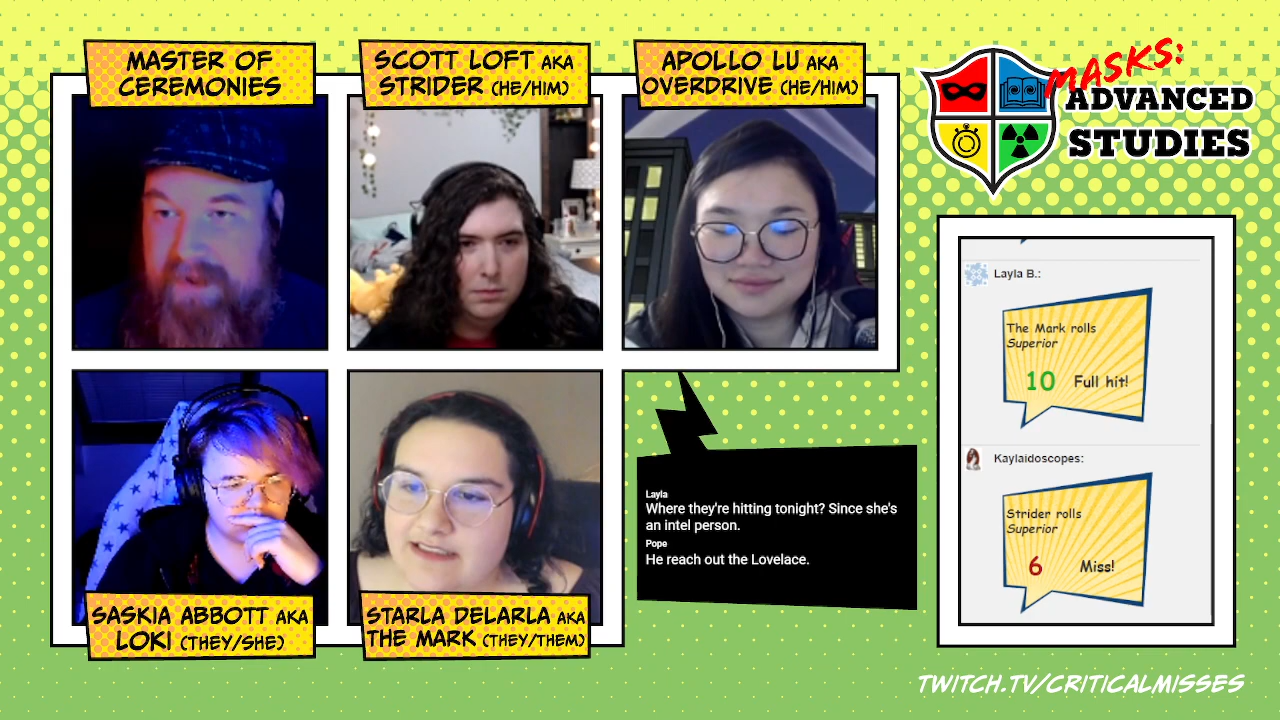 MASTER OF
CEREMONIES
SCOTT LOFT AKA
STRIDER (HE/HIM)
APOLLO LU AKA
OVERDRIVE (HE/HIM)
MASKS:
ADVANCED
STUDIES
Layla B.:
The Mark rolls
Superior
10 Full hit!
Kaylaidoscopes:
Strider rolls
Superior
6 Miss!
SASKIA ABBOTT AKA
LOKI (THEY/SHE)
STARLA DELARLA AKA
THE MARK (THEY/THEM)
Layla
Where they're hitting tonight? Since she's
an intel person.
Pope
He reach out the Lovelace.
TWITCH.TV/CRITICALMISSES